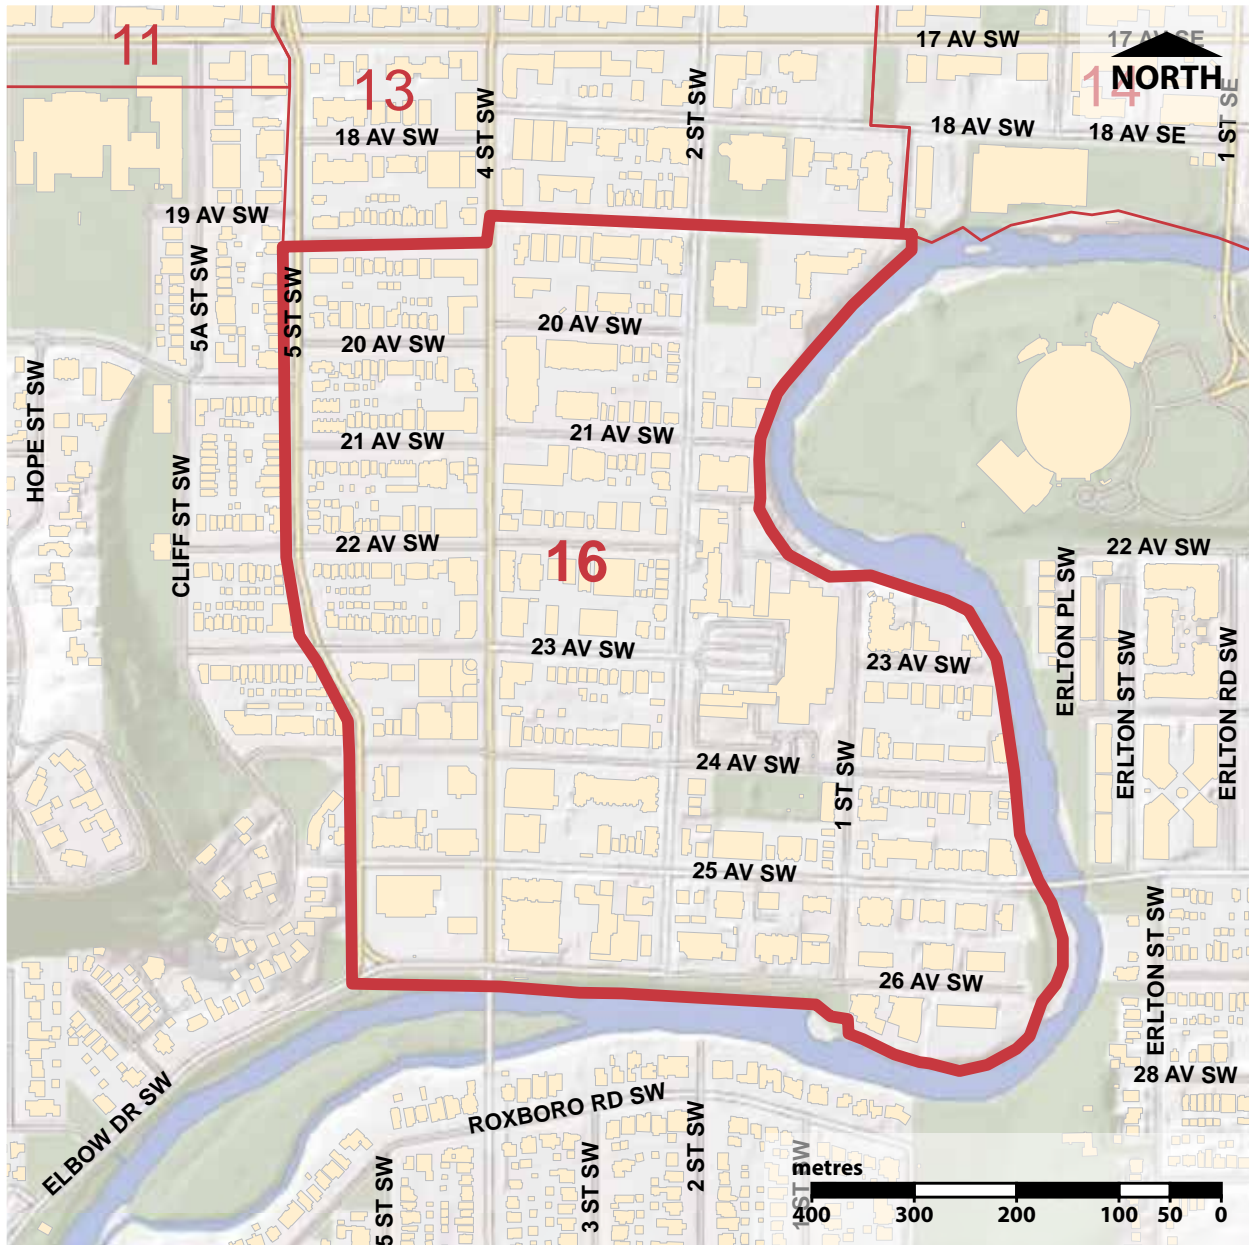 11
17 AV SW
17 AV SE
NORTH
13
14
2 ST SW
4 ST SW
18 AV SW
18 AV SW
18 AV SE
1 ST SE
19 AV SW
5A ST SW
5 ST SW
20 AV SW
20 AV SW
HOPE ST SW
21 AV SW
21 AV SW
CLIFF ST SW
22 AV SW
16
22 AV SW
ERLTON PL SW
23 AV SW
23 AV SW
ERLTON ST SW
ERLTON RD SW
24 AV SW
1 ST SW
25 AV SW
ERLTON ST SW
26 AV SW
28 AV SW
ELBOW DR SW
ROXBORO RD SW
5 ST SW
3 ST SW
2 ST SW
1 ST SW
metres
400 300 200 100 50 0